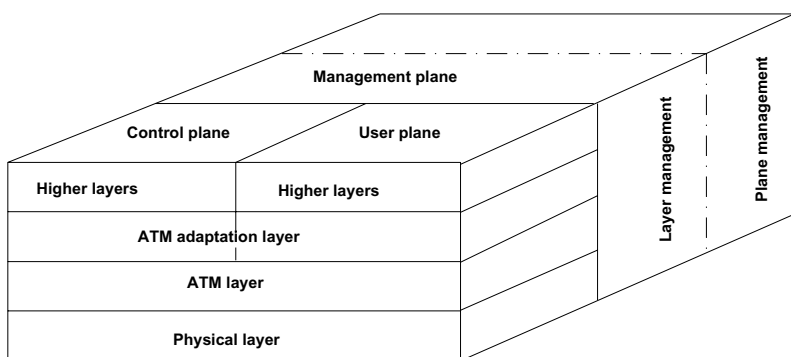 Management plane
Control plane
User plane
Higher layers
Higher layers
ATM adaptation layer
ATM layer
Physical layer
Layer management
Plane management